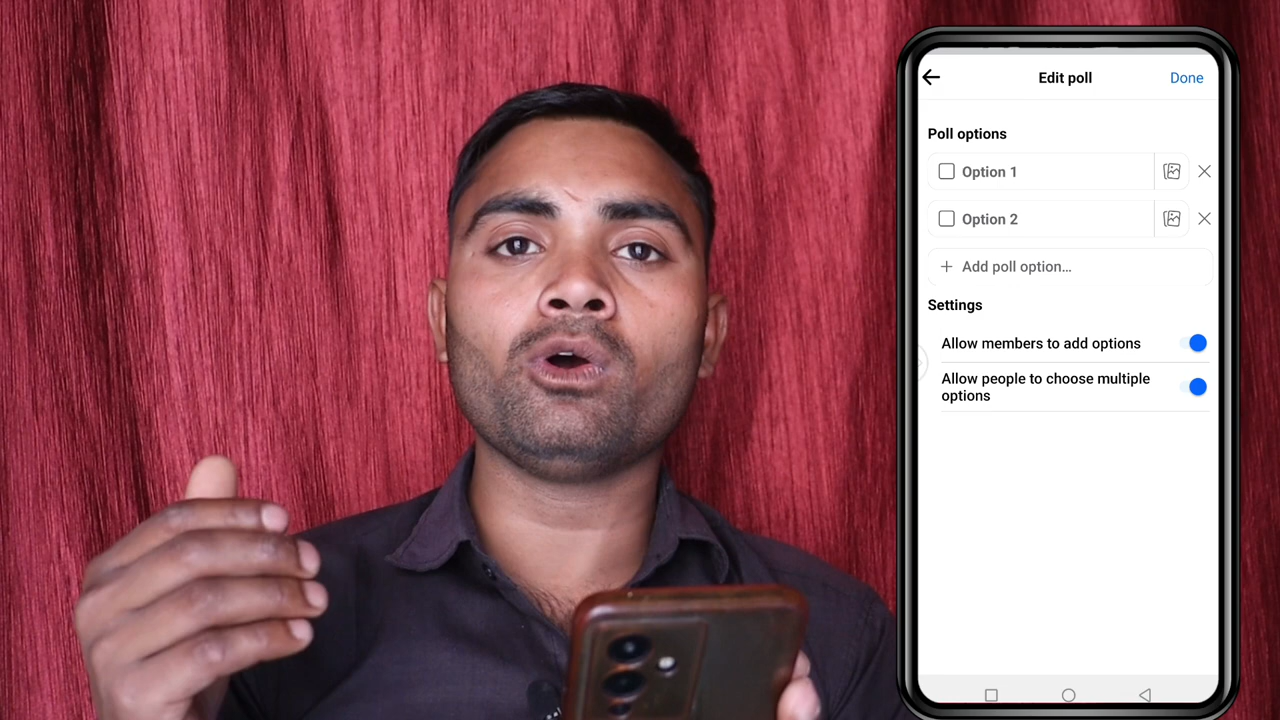 Edit poll
Done
Poll options
Option 1
Option 2
Add poll option...
Settings
Allow members to add options
Allow people to choose multiple
options